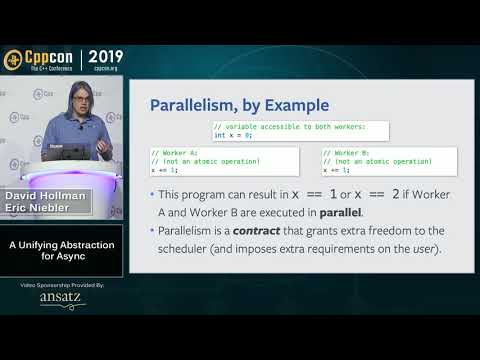 Cppcon
The C++ Conference
2019
cppcon.org
Parallelism, by Example
// variable accessible to both workers:
int x = 0;
// Worker A:
// (not an atomic operation)
x += 1;
// Worker B:
// (not an atomic operation)
x += 1;
• This program can result in x == 1 or x == 2 if Worker
A and Worker B are executed in parallel.
• Parallelism is a contract that grants extra freedom to the
scheduler (and imposes extra requirements on the user).
David Hollman
Eric Niebler
A Unifying Abstraction
for Async
Video Sponsorship Provided By:
ansatz